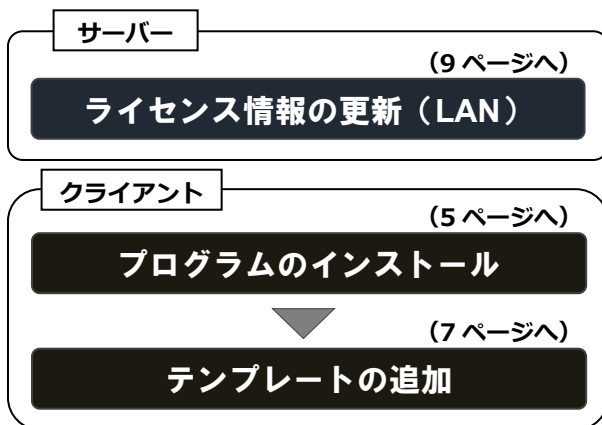 サーバー
（9 ページへ）
ライセンス情報の更新（LAN）
クライアント
（5 ページへ）
プログラムのインストール
（7 ページへ）
テンプレートの追加